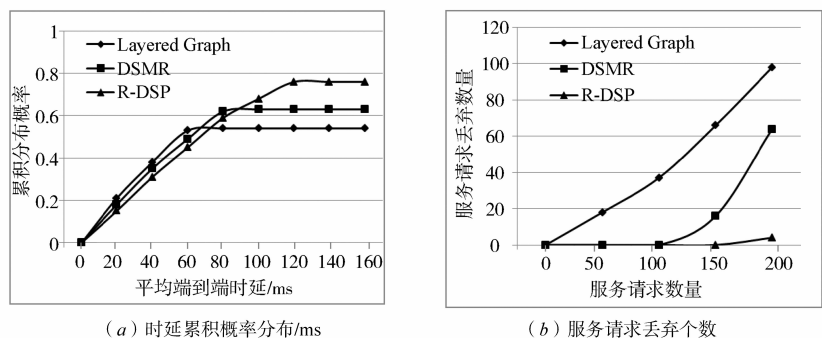 累积分布概率
1
0.8
0.6
0.4
0.2
0
Layered Graph
DSMR
R-DSP
0 20 40 60 80 100 120 140 160
平均端到端时延/ms
(a)时延累积概率分布/ms
服务请求丢弃数量
120
100
80
60
40
20
0
Layered Graph
DSMR
R-DSP
0 50 100 150 200
服务请求数量
(b)服务请求丢弃个数